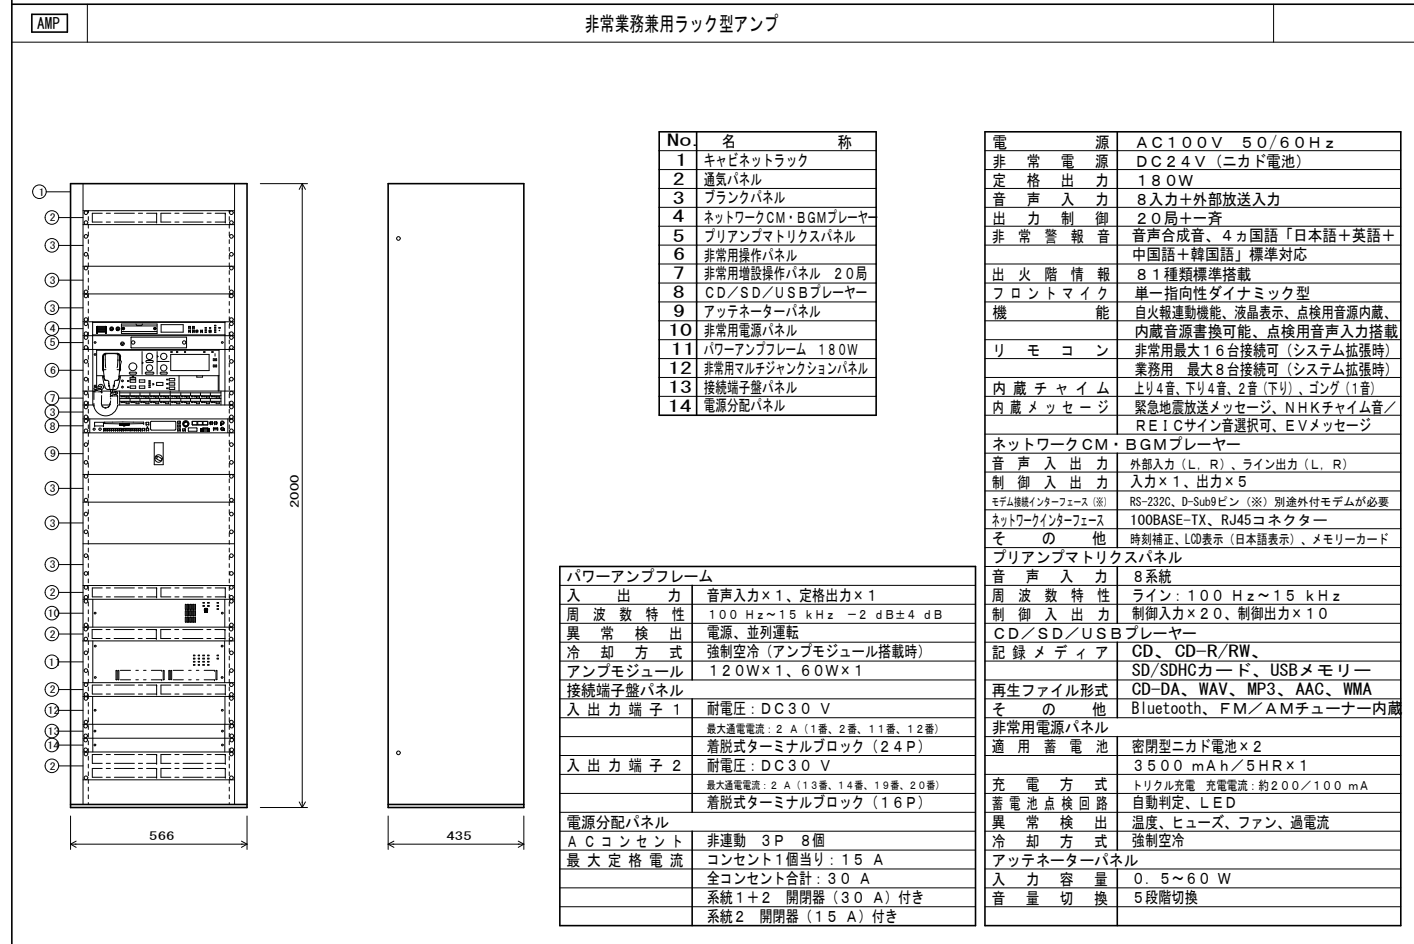 AMP
非常業務兼用ラック型アンプ
①
②
③
③
③
④
⑤
⑥
⑦
③
⑧
⑨
③
③
③
②
⑩
②
①
②
⑫
⑬
⑭
②
566
2000
435
No. 名 称
1 キャビネットラック
2 通気パネル
3 ブランクパネル
4 ネットワークCM・BGMプレーヤー
5 プリアンプマトリクスパネル
6 非常用操作パネル
7 非常用増設操作パネル 20局
8 CD/SD/USBプレーヤー
9 アッテネーターパネル
10 非常用電源パネル
11 パワーアンプフレーム 180W
12 非常用マルチジャンクションパネル
13 接続端子盤パネル
14 電源分配パネル
パワーアンプフレーム
入出力 音声入力×1、定格出力×1
周波数特性 100 Hz~15 kHz -2 dB±4 dB
異常検出 電源、並列運転
冷却方式 強制空冷(アンプモジュール搭載時)
アンプモジュール 120W×1、60W×1
接続端子盤パネル
入出力端子1 耐電圧:DC30 V
最大通電電流:2 A(1番、2番、11番、12番)
着脱式ターミナルブロック(24P)
入出力端子2 耐電圧:DC30 V
最大通電電流:2 A(13番、14番、19番、20番)
着脱式ターミナルブロック(16P)
電源分配パネル
ACコンセント 非連動 3P 8個
最大定格電流 コンセント1個当り:15 A
全コンセント合計:30 A
系統1+2 開閉器(30 A)付き
系統2 開閉器(15 A)付き
電源 AC100V 50/60Hz
非常電源 DC24V(ニカド電池)
定格出力 180W
音声入力 8入力+外部放送入力
出力制御 20局+一斉
非常警報音 音声合成音、4ヵ国語「日本語+英語+
中国語+韓国語」標準対応
出火階情報 81種類標準搭載
フロントマイク 単一指向性ダイナミック型
機能 自火報連動機能、液晶表示、点検用音源内蔵、
内蔵音源書換可能、点検用音声入力搭載
リモコン 非常用最大16台接続可(システム拡張時)
業務用 最大8台接続可(システム拡張時)
内蔵チャイム 上り4音、下り4音、2音(下り)、ゴング(1音)
内蔵メッセージ 緊急地震放送メッセージ、NHKチャイム音/
REICサイン音選択可、EVメッセージ
ネットワークCM・BGMプレーヤー
音声入出力 外部入力(L, R)、ライン出力(L, R)
制御入出力 入力×1、出力×5
モデム接続インターフェース(※) RS-232C、D-Sub9ピン(※)別途外付モデムが必要
ネットワークインターフェース 100BASE-TX、RJ45コネクター
その他 時刻補正、LCD表示(日本語表示)、メモリーカード
プリアンプマトリクスパネル
音声入力 8系統
周波数特性 ライン:100 Hz~15 kHz
制御入出力 制御入力×20、制御出力×10
CD/SD/USBプレーヤー
記録メディア CD、CD-R/RW、
SD/SDHCカード、USBメモリー
再生ファイル形式 CD-DA、WAV、MP3、AAC、WMA
その他 Bluetooth、FM/AMチューナー内蔵
非常用電源パネル
適用蓄電池 密閉型ニカド電池×2
3500 mAh/5HR×1
充電方式 トリクル充電 充電電流:約200/100 mA
蓄電池点検回路 自動判定、LED
異常検出 温度、ヒューズ、ファン、過電流
冷却方式 強制空冷
アッテネーターパネル
入力容量 0.5~60 W
音量切換 5段階切換